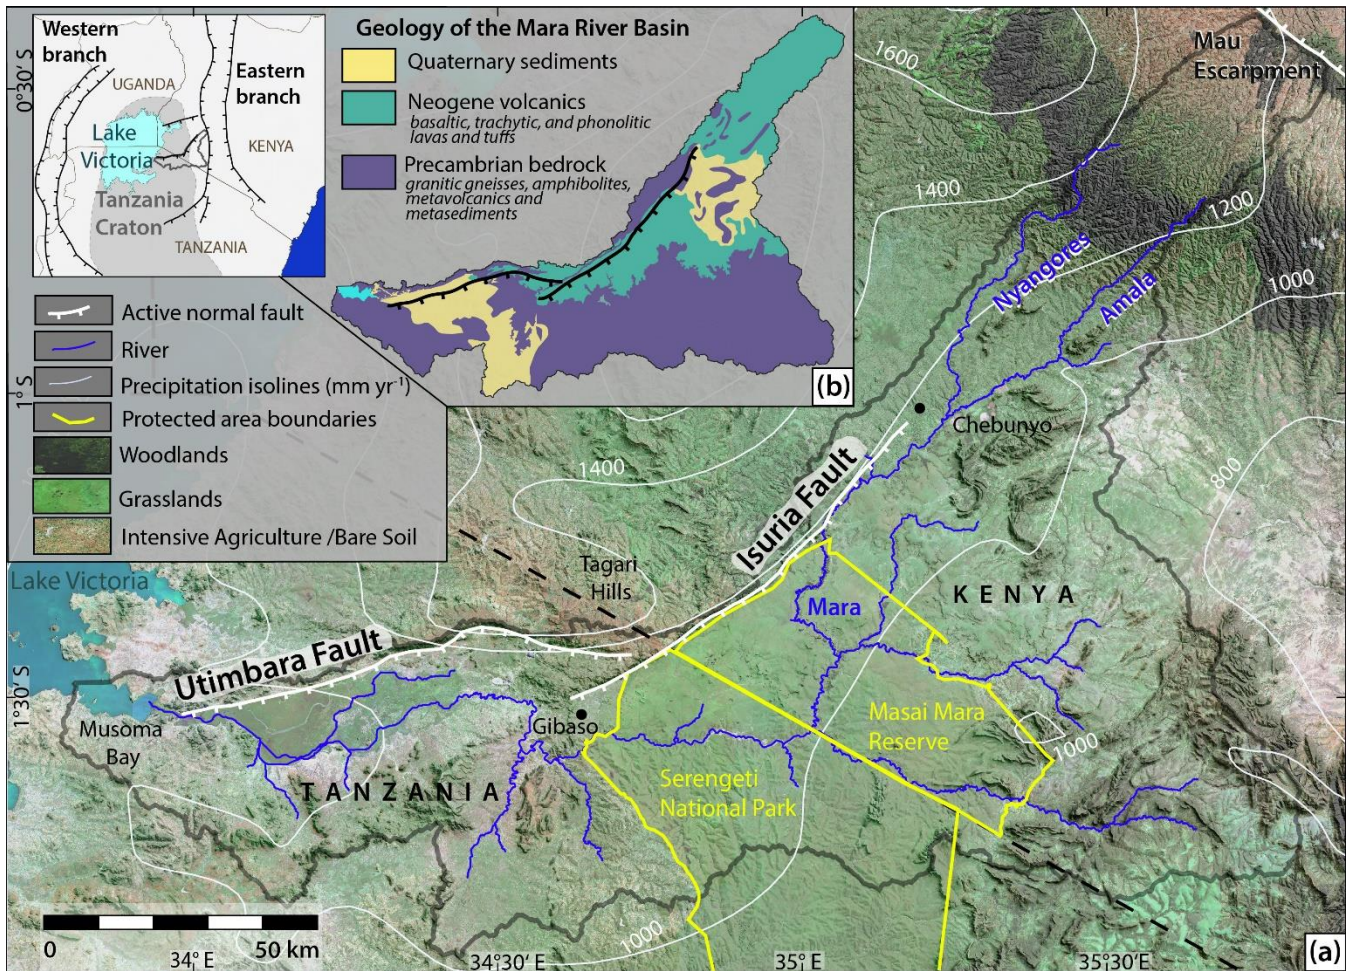 Western
branch
UGANDA
Eastern
branch
Lake
Victoria
KENYA
Tanzania
Craton
TANZANIA
Geology of the Mara River Basin
Quaternary sediments
Neogene volcanics
basaltic, trachytic, and phonolitic
lavas and tuffs
Precambrian bedrock
granitic gneisses, amphibolites,
metavolcanics and
metasediments
(b)
Active normal fault
River
Precipitation isolines (mm yr⁻¹)
Protected area boundaries
Woodlands
Grasslands
Intensive Agriculture /Bare Soil
0°30' S
1° S
1°30' S
1600
Mau
Escarpment
1400
1200
1000
Nyangores
Amala
Chebunyo
800
1400
Isuria Fault
Tagari
Hills
Lake Victoria
Mara
KENYA
Utimbara Fault
Musoma
Bay
Gibaso
Masai Mara
Reserve
1000
TANZANIA
Serengeti
National Park
1000
0
50 km
34° E
34°30' E
35° E
35°30' E
(a)